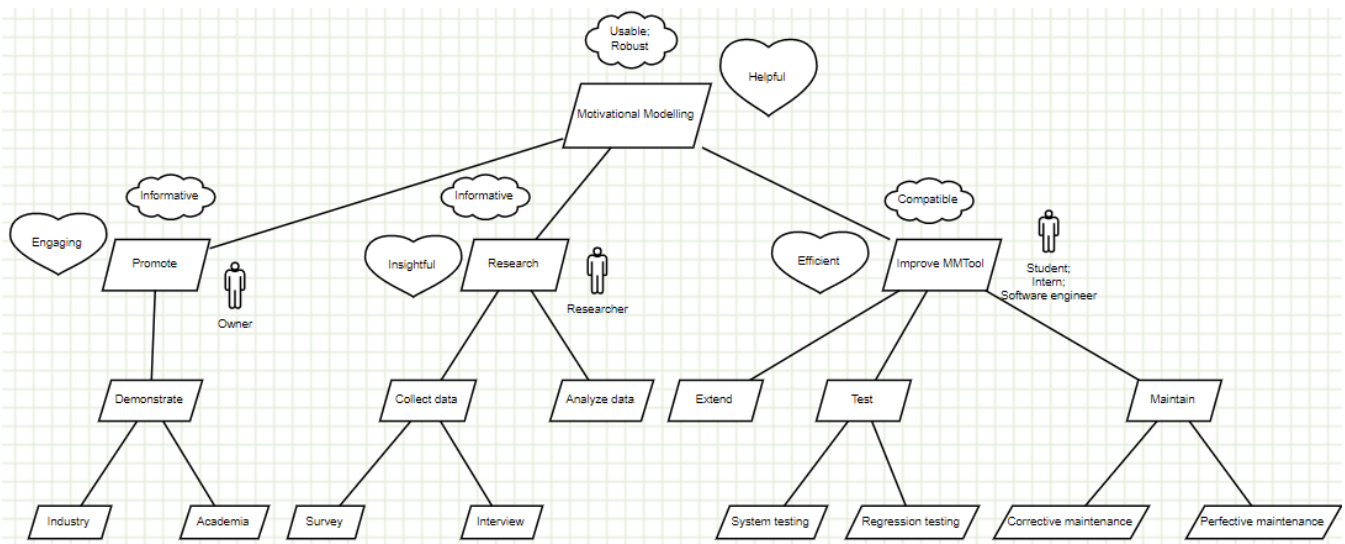 Usable;
Robust
Helpful
Motivational Modelling
Informative
Informative
Compatible
Engaging
Promote
Insightful
Research
Efficient
Improve MMTool
Owner
Researcher
Student;
Intern;
Software engineer
Demonstrate
Collect data
Analyze data
Extend
Test
Maintain
Industry
Academia
Survey
Interview
System testing
Regression testing
Corrective maintenance
Perfective maintenance